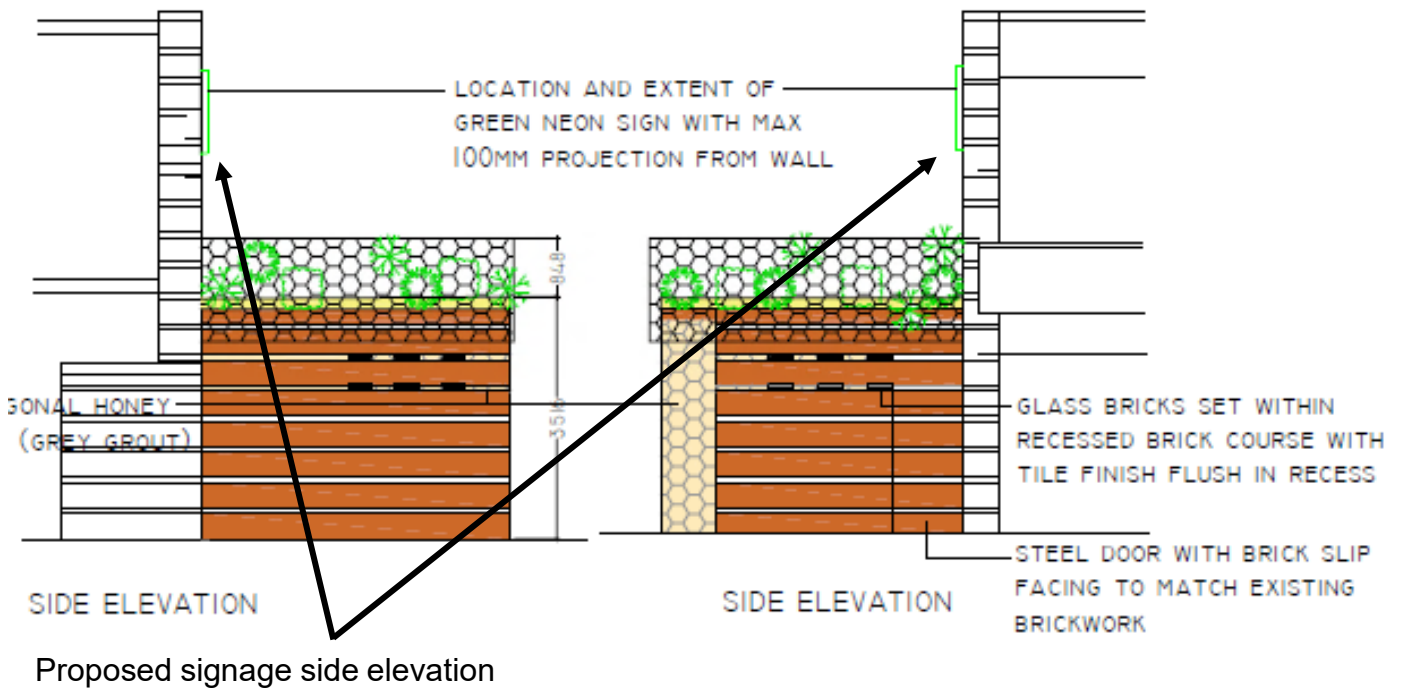 LOCATION AND EXTENT OF
GREEN NEON SIGN WITH MAX
100MM PROJECTION FROM WALL
848
GONAL HONEY
(GREY GROUT)
GLASS BRICKS SET WITHIN
RECESSED BRICK COURSE WITH
TILE FINISH FLUSH IN RECESS
STEEL DOOR WITH BRICK SLIP
FACING TO MATCH EXISTING
BRICKWORK
SIDE ELEVATION
SIDE ELEVATION
Proposed signage side elevation